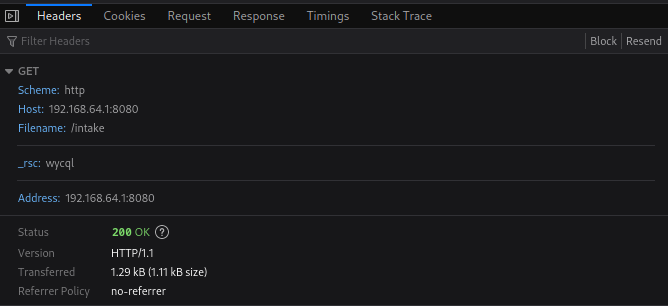 Headers Cookies Request Response Timings Stack Trace
Filter Headers Block Resend
GET
Scheme: http
Host: 192.168.64.1:8080
Filename: /intake
_rsc: wycql
Address: 192.168.64.1:8080
Status 200 OK ?
Version HTTP/1.1
Transferred 1.29 kB (1.11 kB size)
Referrer Policy no-referrer